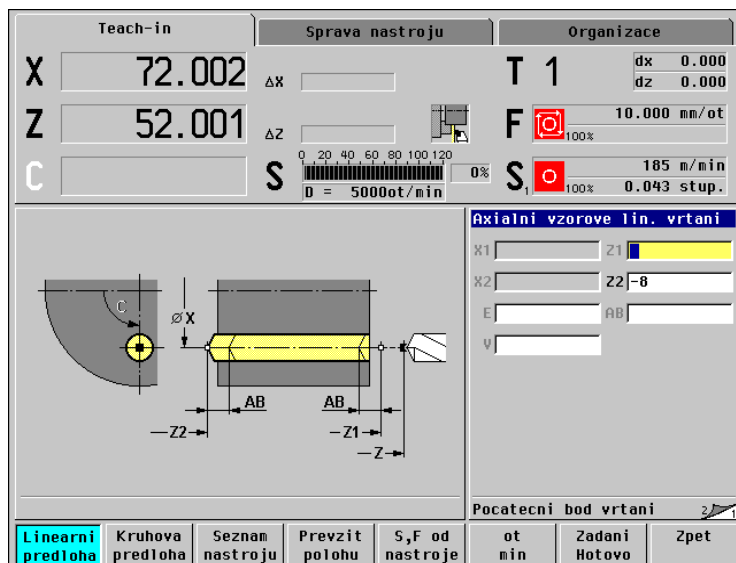 Teach-in
Sprava nastroju
Organizace
X 72.002 ΔX
T 1 dx 0.000
dz 0.000
Z 52.001 ΔZ
F 100% 10.000 mm/ot
C
S 0 20 40 60 80 100 120 0%
D = 5000ot/min
S1 100% 185 m/min
0.043 stup.
Axialni vzorove lin. vrtani
X1 Z1
X2 Z2 -8
E AB
V
C
ØX
AB AB
Z2 Z1
Z
Pocatecni bod vrtani 2 1
Linearni predloha
Kruhova predloha
Seznam nastroju
Prevzit polohu
S,F od nastroje
ot min
Zadani Hotovo
Zpet